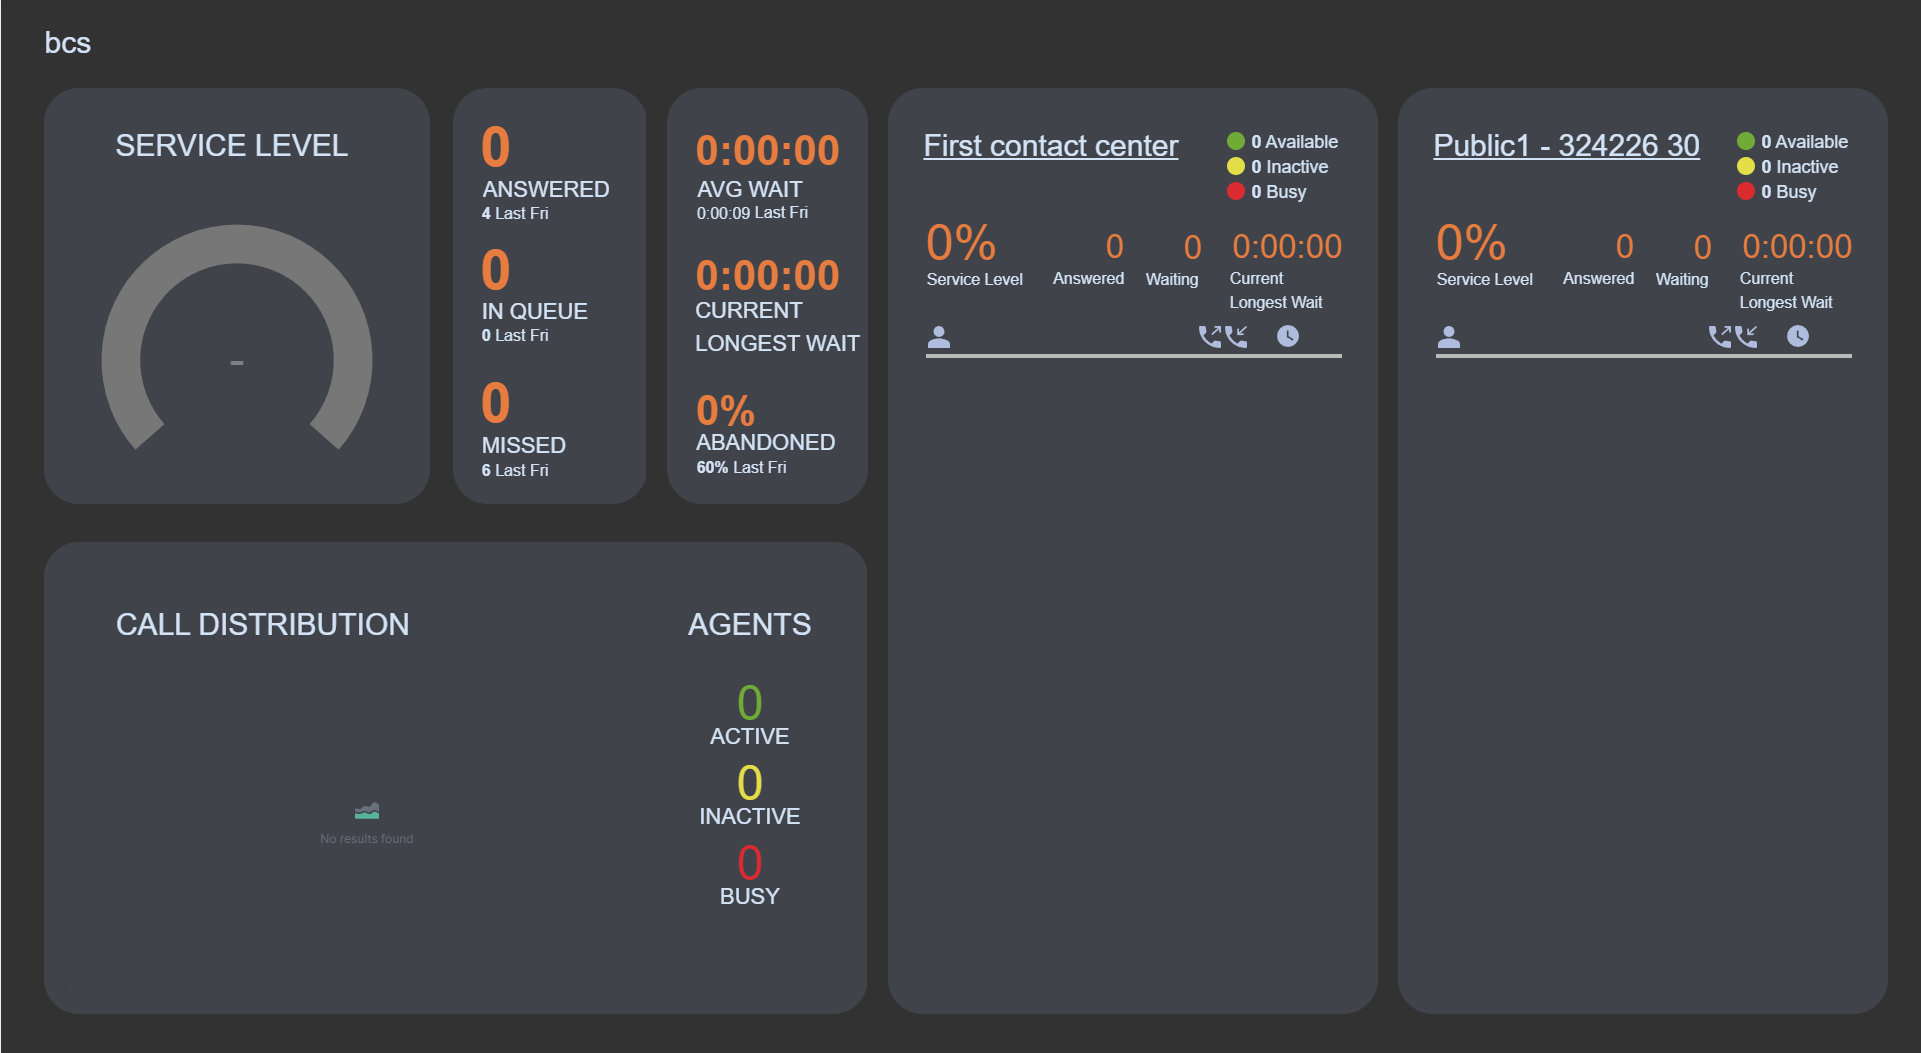 bcs
SERVICE LEVEL
-
0
ANSWERED
4 Last Fri
0
IN QUEUE
0 Last Fri
0
MISSED
6 Last Fri
0:00:00
AVG WAIT
0:00:09 Last Fri
0:00:00
CURRENT
LONGEST WAIT
0%
ABANDONED
60% Last Fri
CALL DISTRIBUTION
No results found
AGENTS
0
ACTIVE
0
INACTIVE
0
BUSY
First contact center
0 Available
0 Inactive
0 Busy
0% 0 0 0:00:00
Service Level Answered Waiting Current
Longest Wait
Public1 - 324226 30
0 Available
0 Inactive
0 Busy
0% 0 0 0:00:00
Service Level Answered Waiting Current
Longest Wait